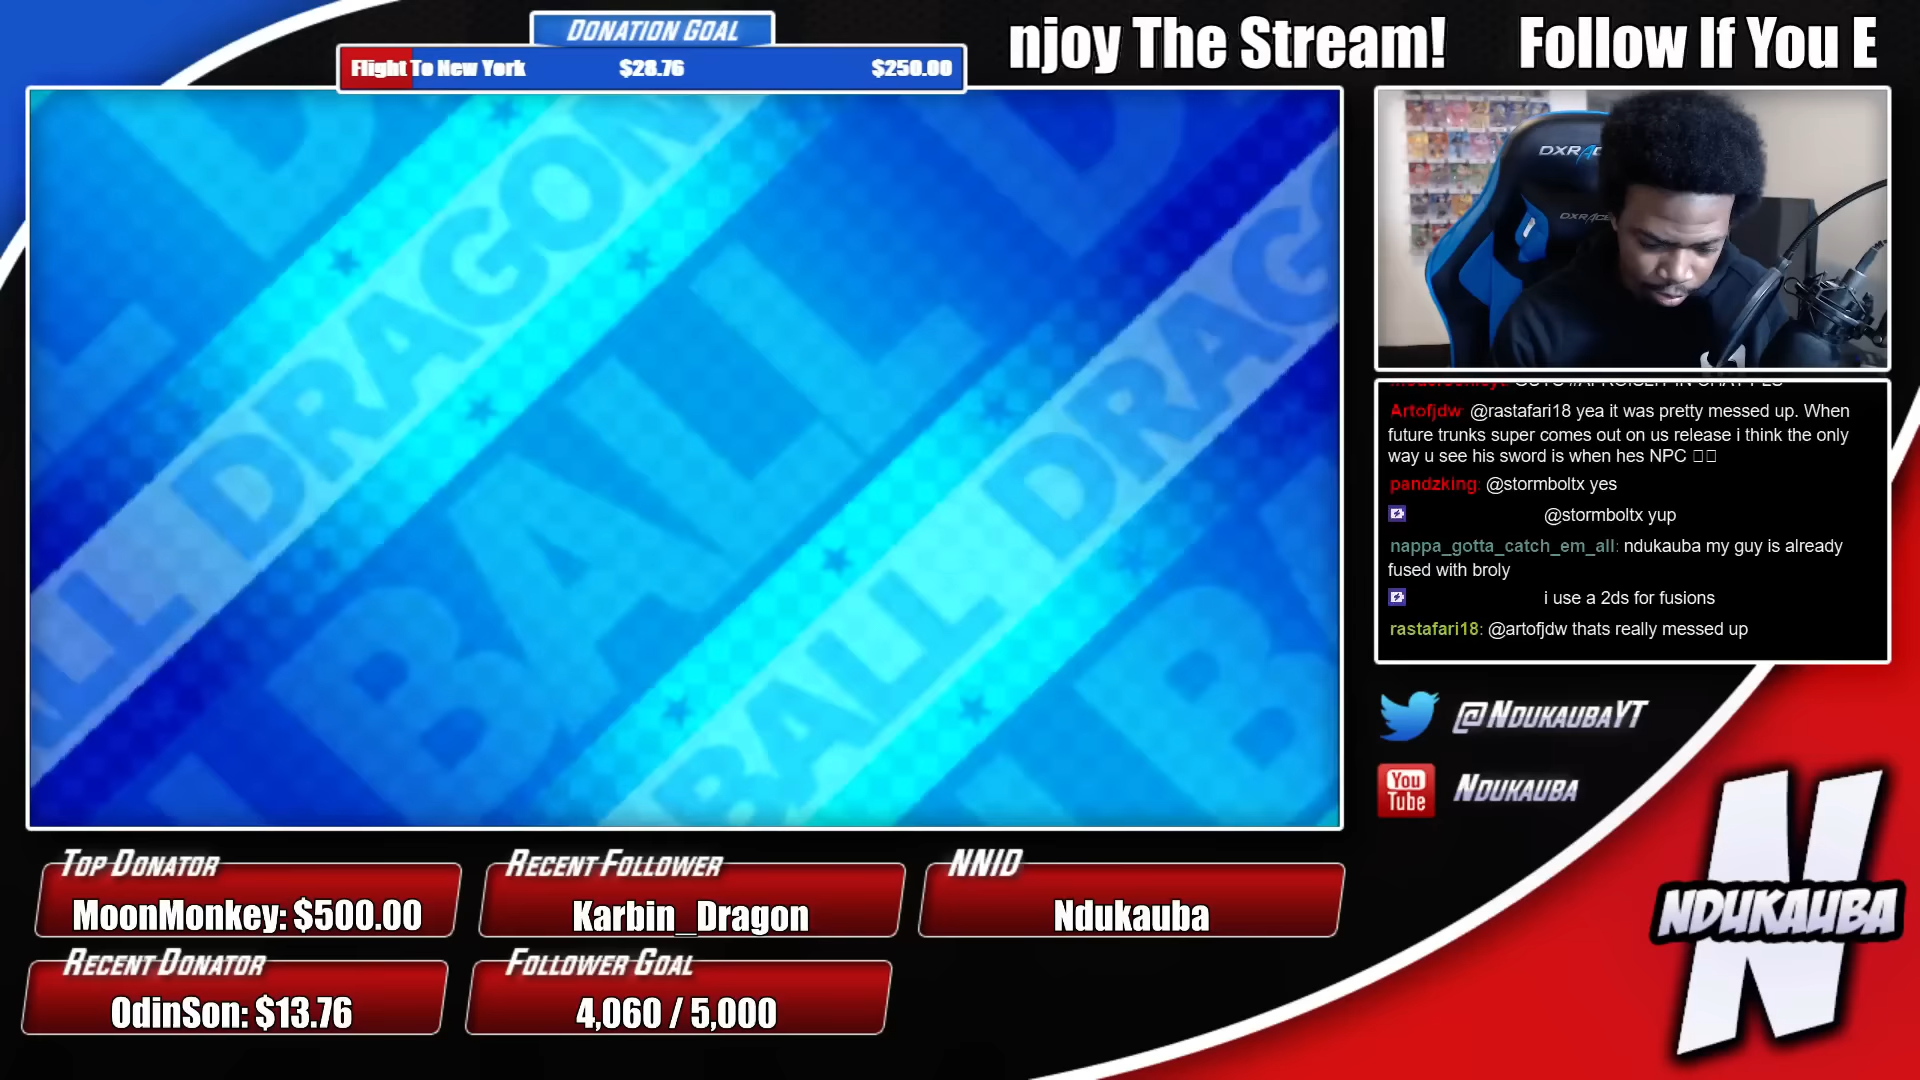 DONATION GOAL
Flight To New York $28.76 $250.00
njoy The Stream! Follow If You E
DRAGON
BALL
DRAG
BALL
DXRAC
DXRACE
Artofjdw: @rastafari18 yea it was pretty messed up. When
future trunks super comes out on us release i think the only
way u see his sword is when hes NPC
pandzking: @stormboltx yes
@stormboltx yup
nappa_gotta_catch_em_all: ndukauba my guy is already
fused with broly
i use a 2ds for fusions
rastafari18: @artofjdw thats really messed up
@NDUKAUBAYT
You
Tube
NDUKAUBA
N
NDUKAUBA
TOP DONATOR
MoonMonkey: $500.00
RECENT FOLLOWER
Karbin_Dragon
NNID
Ndukauba
RECENT DONATOR
OdinSon: $13.76
FOLLOWER GOAL
4,060 / 5,000